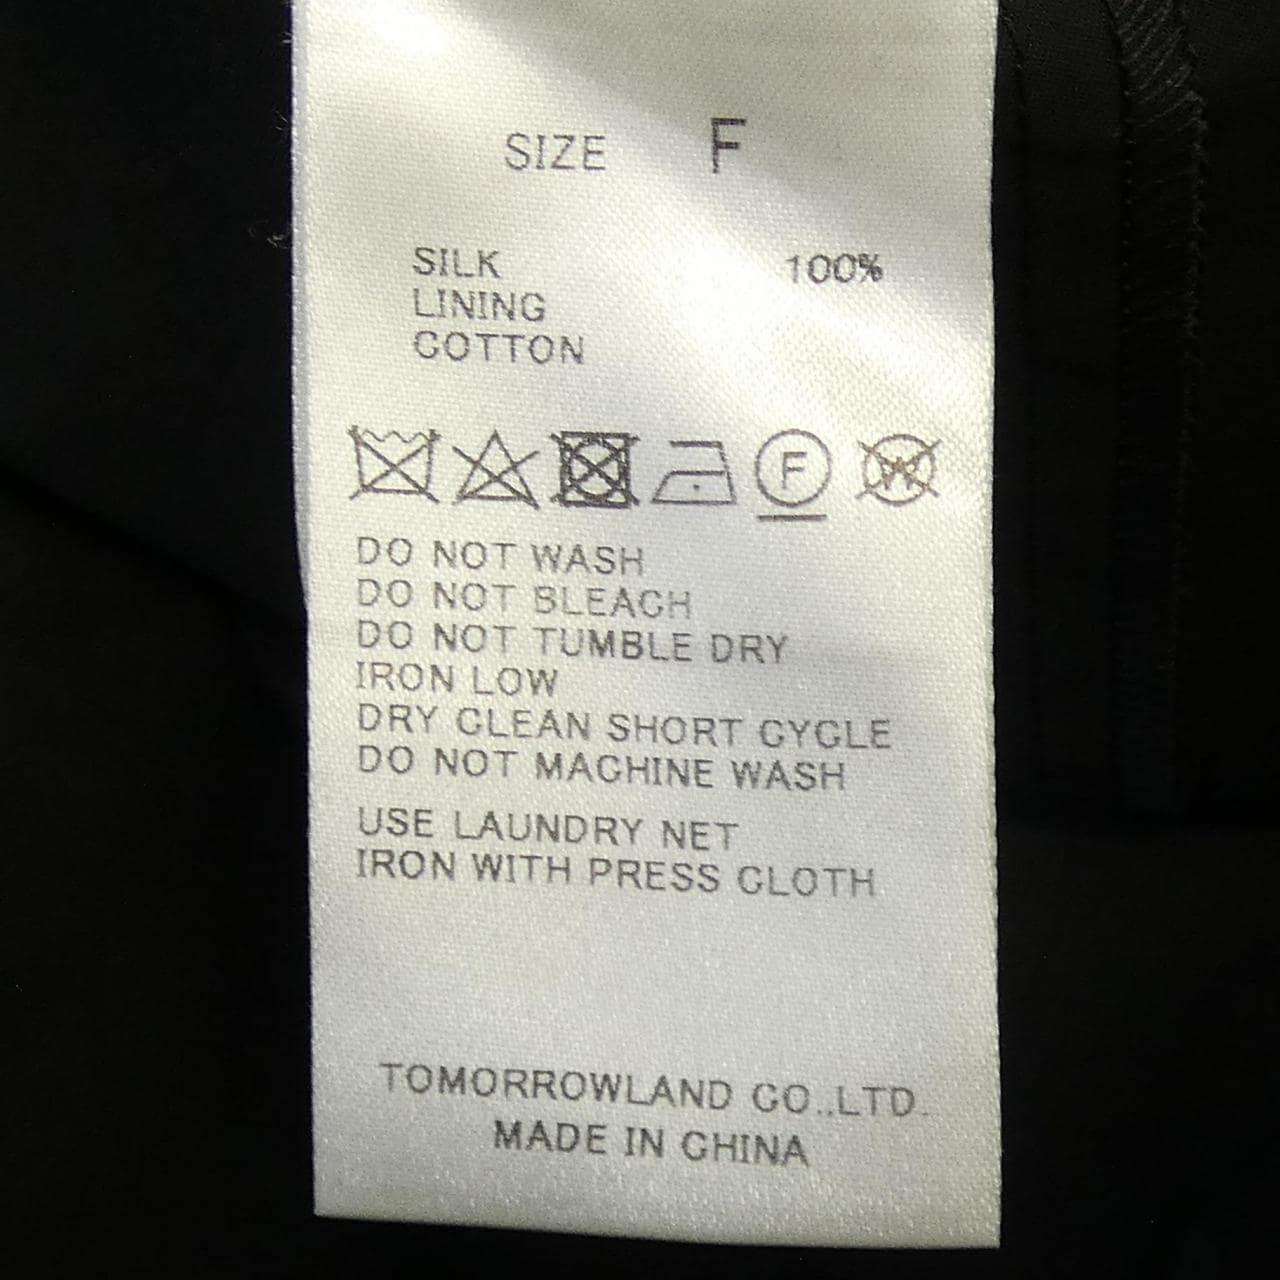 SIZE F
SILK 100%
LINING
COTTON
F W
DO NOT WASH
DO NOT BLEACH
DO NOT TUMBLE DRY
IRON LOW
DRY CLEAN SHORT CYCLE
DO NOT MACHINE WASH
USE LAUNDRY NET
IRON WITH PRESS CLOTH
TOMORROWLAND CO.,LTD.
MADE IN CHINA